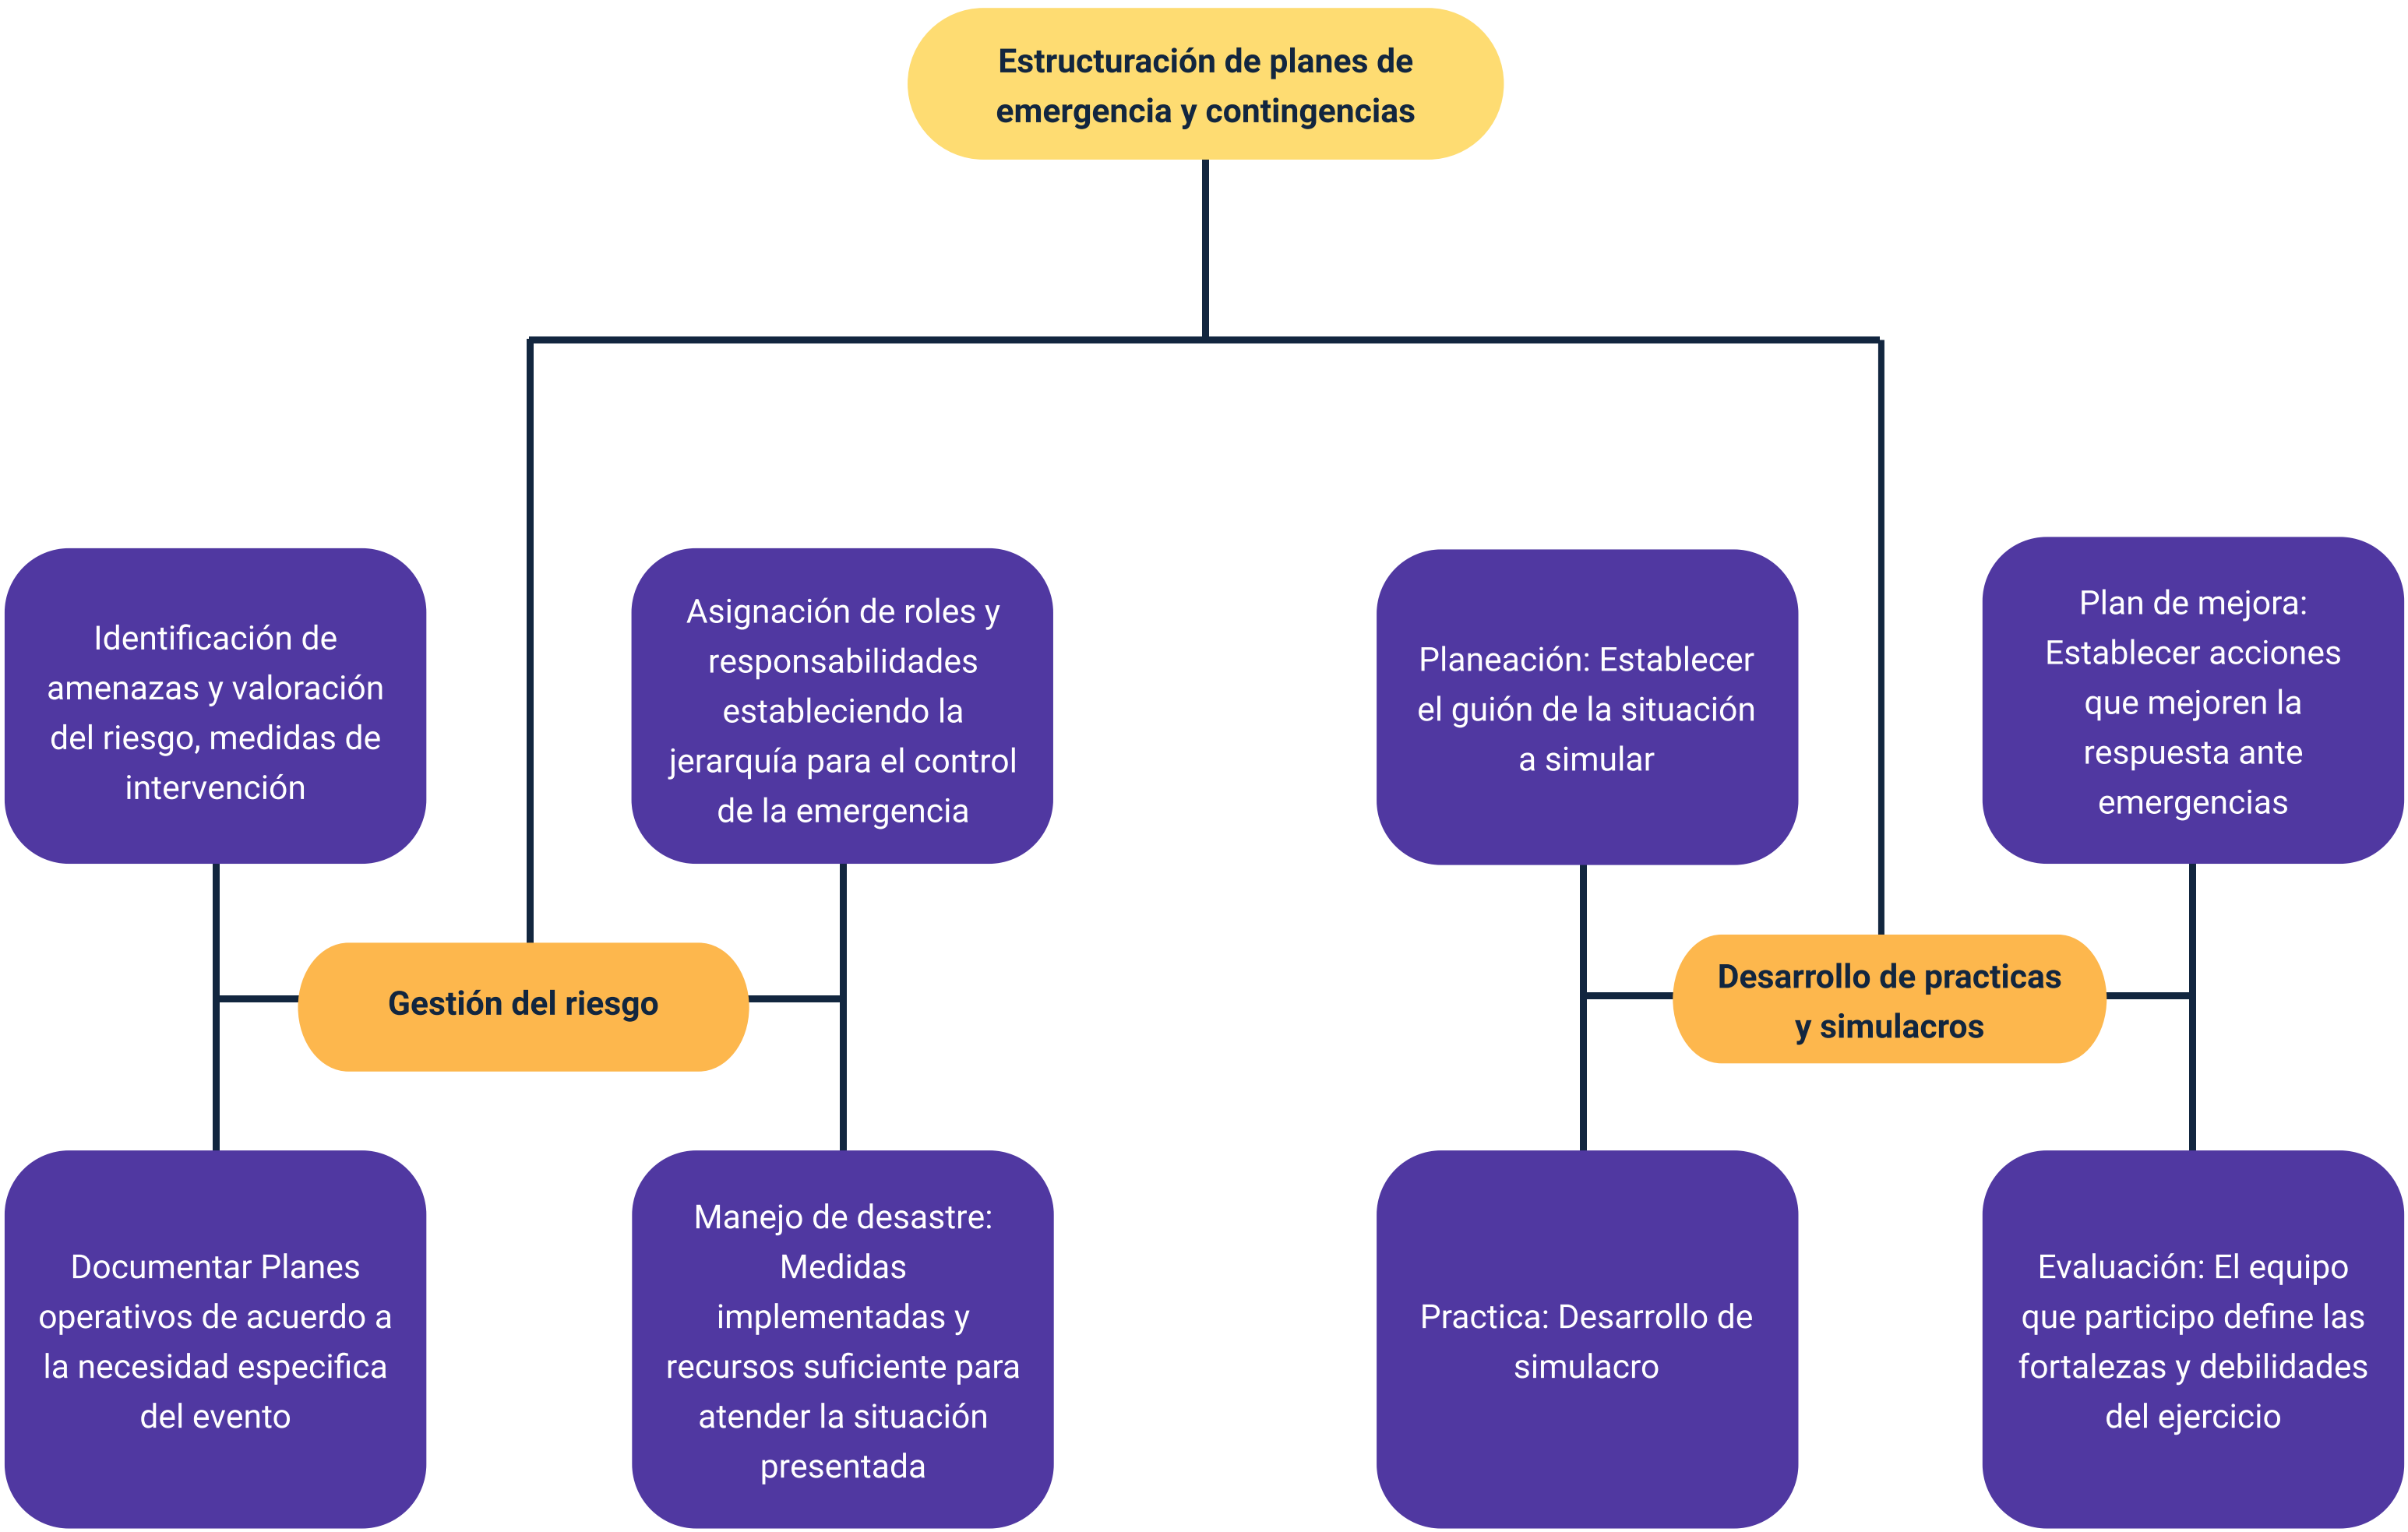 Estructuración de planes de
emergencia y contingencias
Identificación de
amenazas y valoración
del riesgo, medidas de
intervención
Asignación de roles y
responsabilidades
estableciendo la
jerarquía para el control
de la emergencia
Planeación: Establecer
el guión de la situación
a simular
Plan de mejora:
Establecer acciones
que mejoren la
respuesta ante
emergencias
Gestión del riesgo
Desarrollo de practicas
y simulacros
Documentar Planes
operativos de acuerdo a
la necesidad especifica
del evento
Manejo de desastre:
Medidas
implementadas y
recursos suficiente para
atender la situación
presentada
Practica: Desarrollo de
simulacro
Evaluación: El equipo
que participo define las
fortalezas y debilidades
del ejercicio